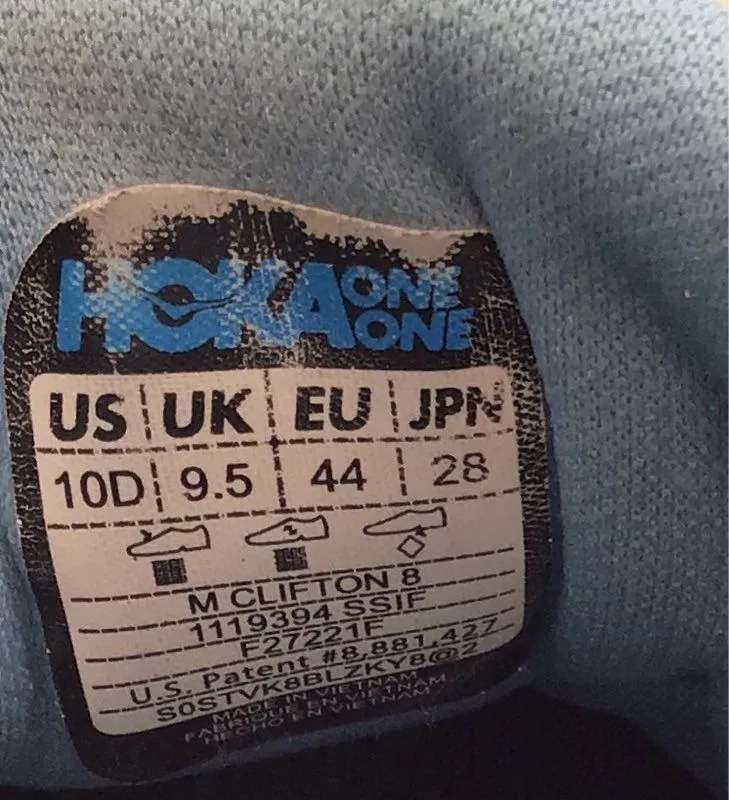 HOKA ONE ONE
US UK EU JPN
10D 9.5 44 28
M CLIFTON 8
1119394 SSIF
F27221F
U.S. Patent #8,881,427
S0STVK8BLZKY8@2
MADE IN VIETNAM
FABRIQUÉ EN VIETNAM
HECHO EN VIETNAM